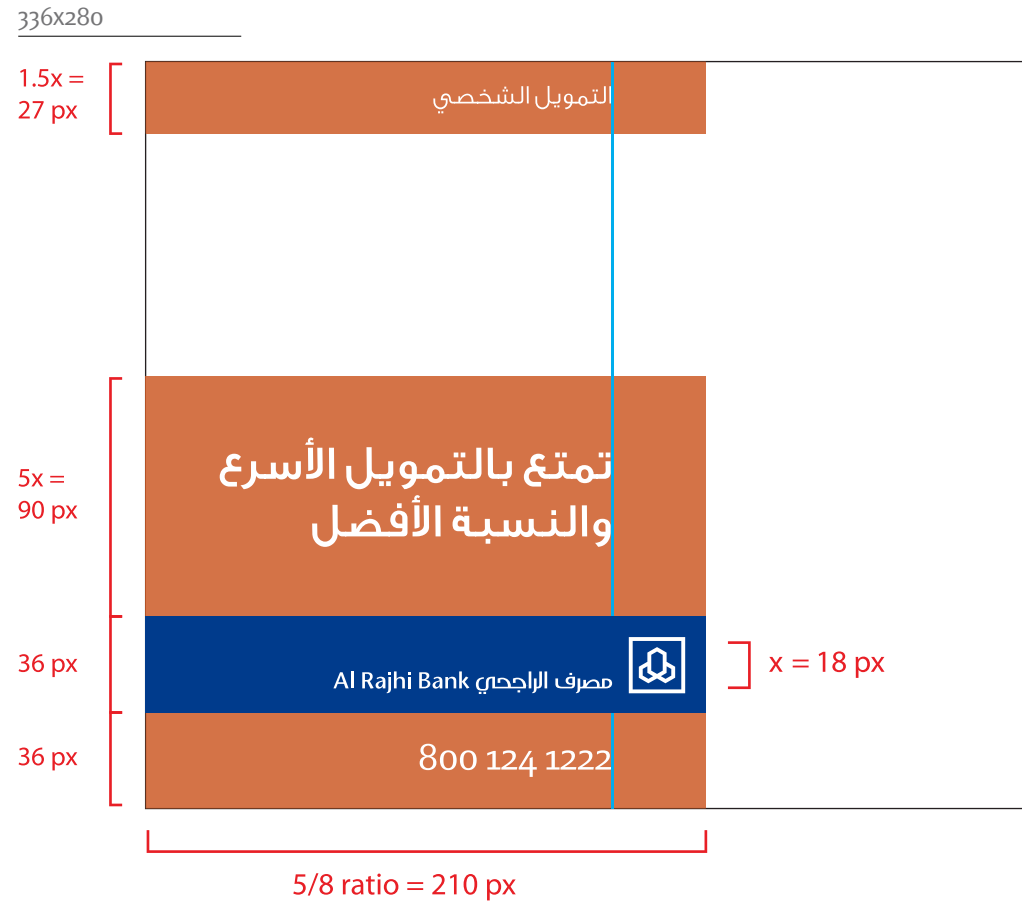 336x280
1.5x =
27 px
التمويل الشخصي
5x =
90 px
تمتع بالتمويل الأسرع
والنسبة الأفضل
36 px
مصرف الراجحي Al Rajhi Bank
x = 18 px
36 px
800 124 1222
5/8 ratio = 210 px